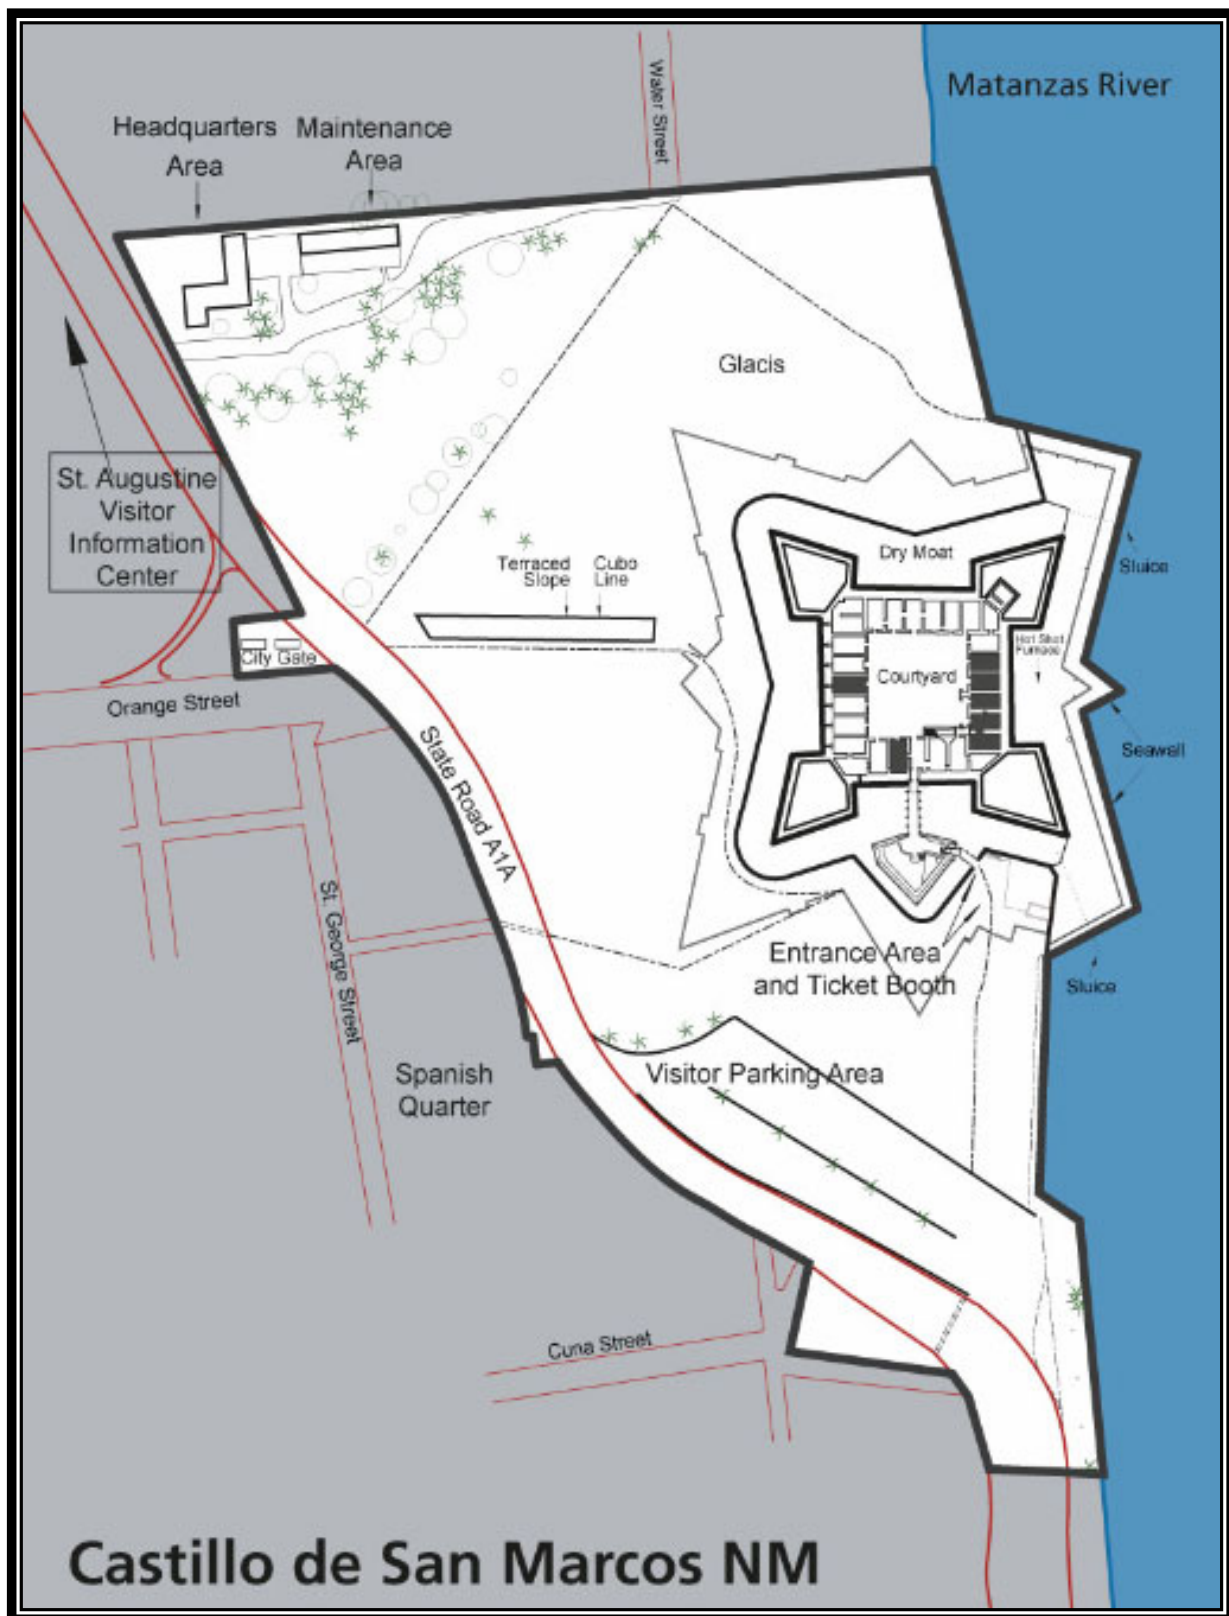 Matanzas River
Water Street
Headquarters
Area
Maintenance
Area
Glacis
St. Augustine
Visitor
Information
Center
Terraced
Slope
Cubo
Line
Dry Moat
Sluice
Hot Shot
Furnace
City Gate
Courtyard
Orange Street
State Road A1A
Seawall
St. George Street
Entrance Area
and Ticket Booth
Sluice
Spanish
Quarter
Visitor Parking Area
Cuna Street
Castillo de San Marcos NM